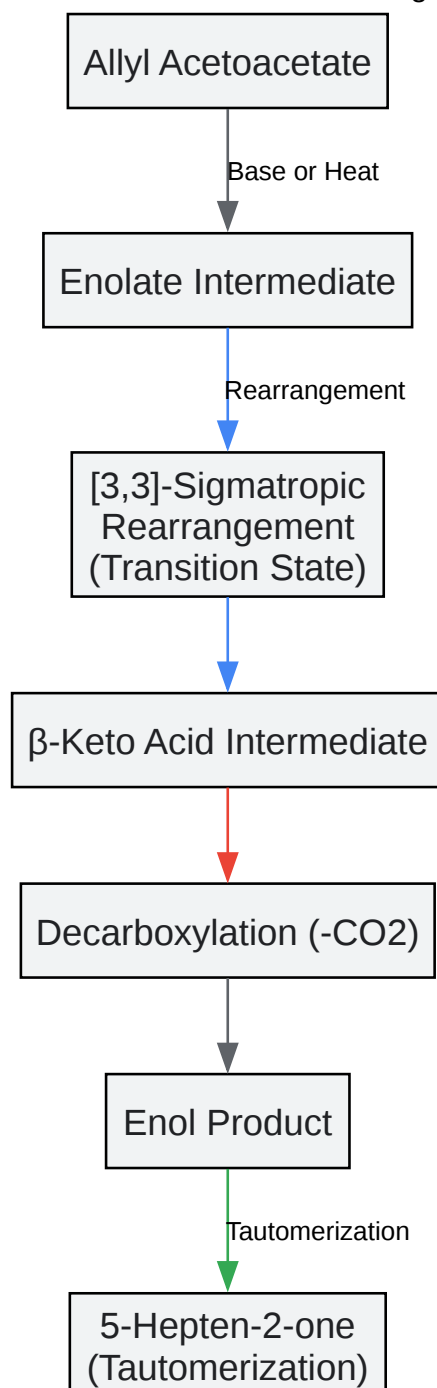 Allyl Acetoacetate
Base or Heat
Enolate Intermediate
Rearrangement
[3,3]-Sigmatropic
Rearrangement
(Transition State)
β-Keto Acid Intermediate
Decarboxylation (-CO2)
Enol Product
Tautomerization
5-Hepten-2-one
(Tautomerization)